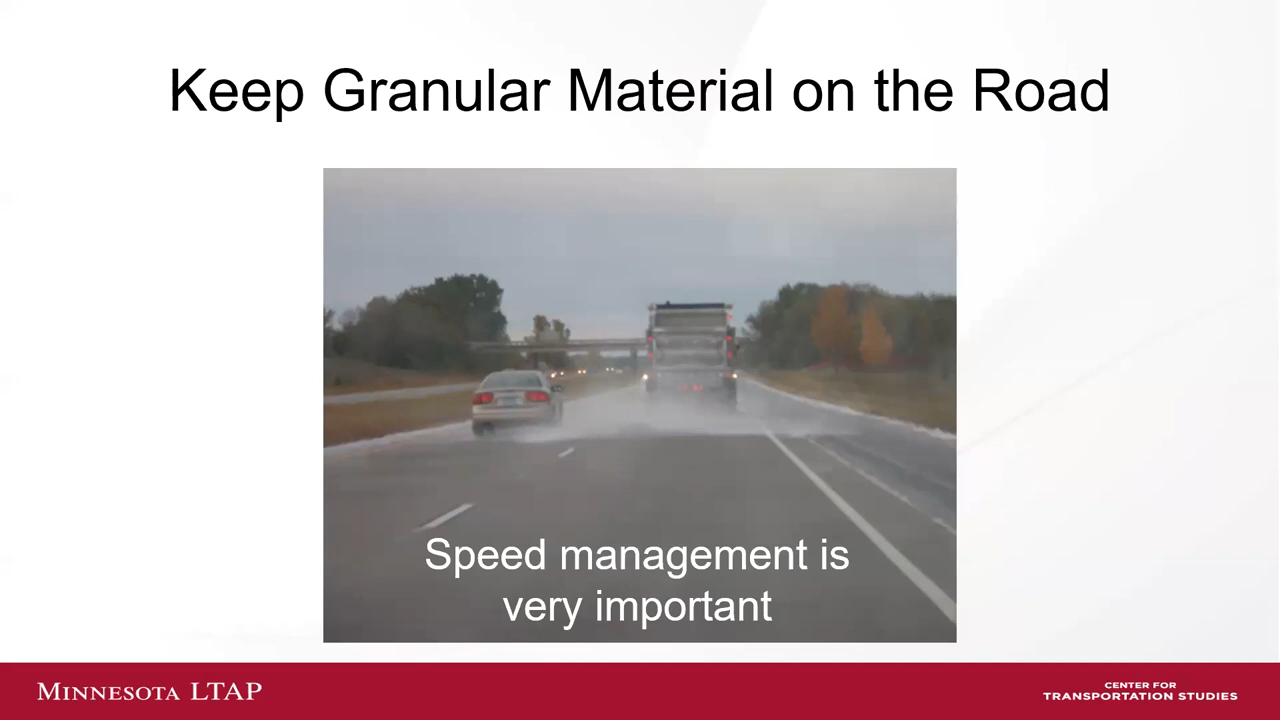 Keep Granular Material on the Road
Speed management is
very important
MINNESOTA LTAP
CENTER FOR
TRANSPORTATION STUDIES